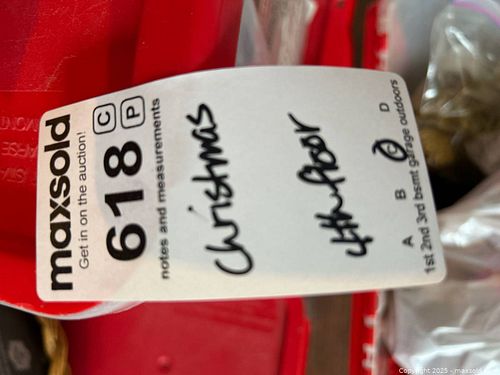 maxsold
Get in on the auction!
618 C P
notes and measurements
Christmas
4th floor
A B C D
1st 2nd 3rd bsmt garage outdoors
Copyright 2025 - maxsold